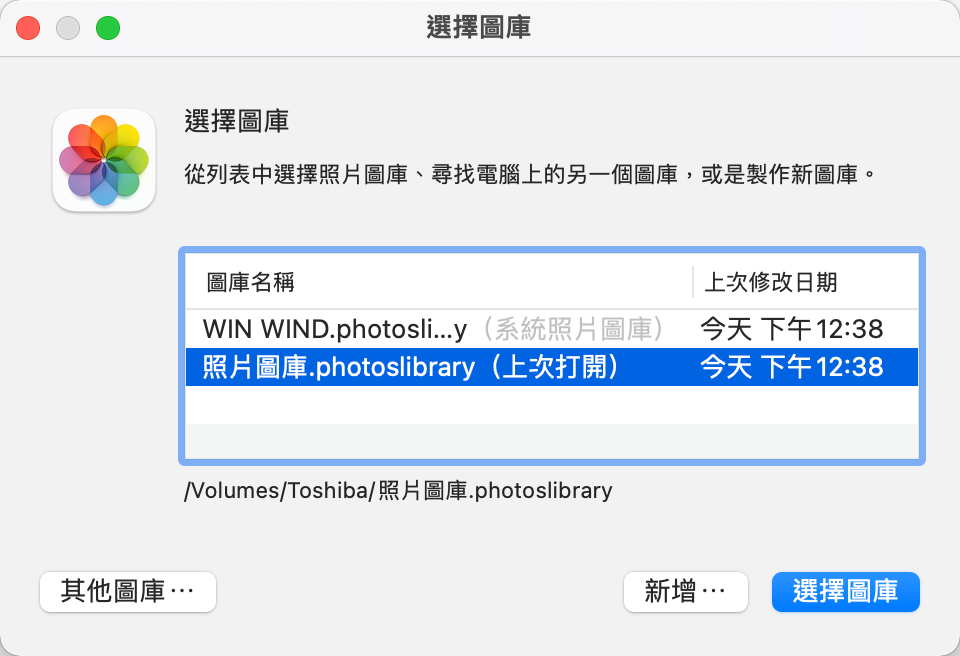 選擇圖庫
選擇圖庫
從列表中選擇照片圖庫、尋找電腦上的另一個圖庫，或是製作新圖庫。
圖庫名稱 上次修改日期
WIN WIND.photosli...y（系統照片圖庫） 今天 下午12:38
照片圖庫.photoslibrary（上次打開） 今天 下午12:38
/Volumes/Toshiba/照片圖庫.photoslibrary
其他圖庫⋯ 新增⋯ 選擇圖庫